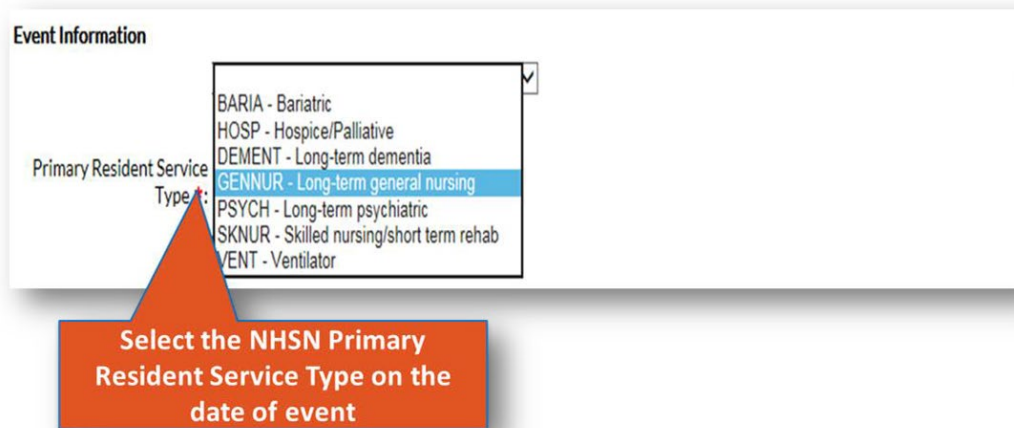 Event Information
BARIA - Bariatric
HOSP - Hospice/Palliative
DEMENT - Long-term dementia
Primary Resident Service
GENNUR - Long-term general nursing
Type *:
PSYCH - Long-term psychiatric
SKNUR - Skilled nursing/short term rehab
VENT - Ventilator
Select the NHSN Primary
Resident Service Type on the
date of event